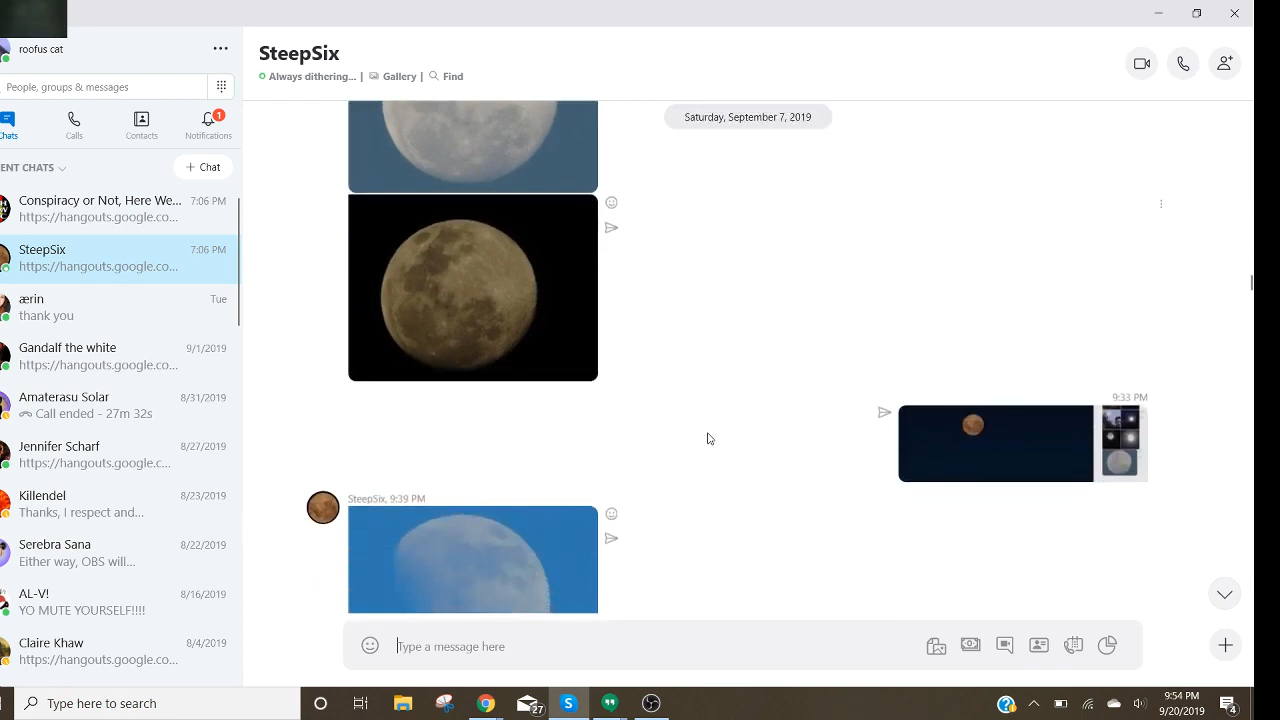 roofus cat
People, groups & messages
Chats
Calls
Contacts
1
Notifications
ENT CHATS
+ Chat
Conspiracy or Not, Here We...
7:06 PM
https://hangouts.google.co...
SteepSix
7:06 PM
https://hangouts.google.co...
ærin
Tue
thank you
Gandalf the white
9/1/2019
https://hangouts.google.co...
Amaterasu Solar
8/31/2019
Call ended - 27m 32s
Jennifer Scharf
8/27/2019
https://hangouts.google.c...
Killendel
8/23/2019
Thanks, I respect and...
Serebra Sana
8/22/2019
Either way, OBS will...
AL-V!
8/16/2019
YO MUTE YOURSELF!!!!
Claire Khaw
8/4/2019
https://hangouts.google.co...
SteepSix
Always dithering... | Gallery | Find
Saturday, September 7, 2019
9:33 PM
SteepSix, 9:39 PM
Type a message here
Type here to search
27
9:54 PM
9/20/2019
4